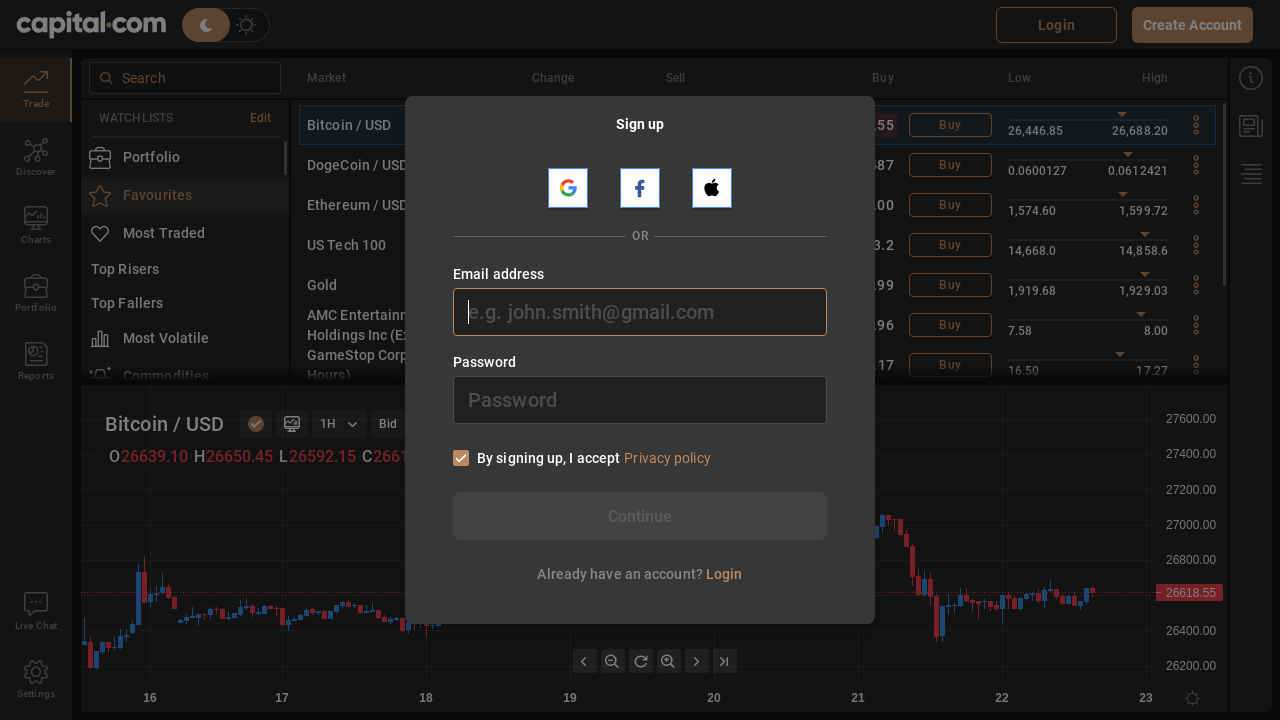 capital.com
Login
Create Account
Trade
Discover
Charts
Portfolio
Reports
Live Chat
Settings
Search
Market Change Sell Buy Low High
WATCHLISTS Edit
Portfolio
Favourites
Most Traded
Top Risers
Top Fallers
Most Volatile
Commodities
Bitcoin / USD .55 Buy 26,446.85 26,688.20
DogeCoin / USD 487 Buy 0.0600127 0.0612421
Ethereum / USD .00 Buy 1,574.60 1,599.72
US Tech 100 3.2 Buy 14,668.0 14,858.6
Gold .99 Buy 1,919.68 1,929.03
AMC Entertainm
Holdings Inc (Ex .96 Buy 7.58 8.00
GameStop Corp
Hours) .17 Buy 16.50 17.27
Sign up
OR
Email address
e.g. john.smith@gmail.com
Password
Password
By signing up, I accept Privacy policy
Continue
Already have an account? Login
Bitcoin / USD 1H Bid
O26639.10 H26650.45 L26592.15 C2661
27600.00
27400.00
27200.00
27000.00
26800.00
26618.55
26400.00
26200.00
16 17 18 19 20 21 22 23